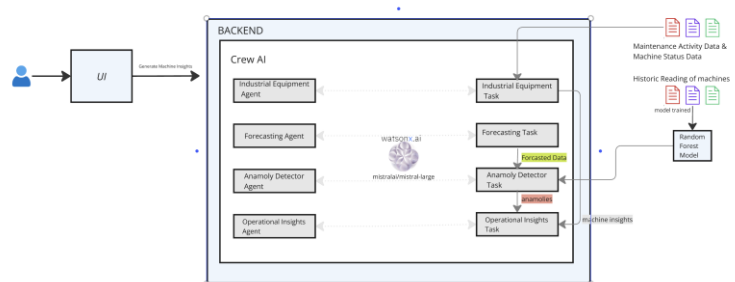 BACKEND
Crew AI
UI
Generate Machine Insights
Industrial Equipment
Agent
Industrial Equipment
Task
Forecasting Agent
Forecasting Task
watsonx.ai
mistralai/mistral-large
Forcasted Data
Anamoly Detector
Agent
Anamoly Detector
Task
anamolies
Operational Insights
Agent
Operational Insights
Task
machine insights
Maintenance Activity Data &
Machine Status Data
Historic Reading of machines
model trained
Random
Forest
Model